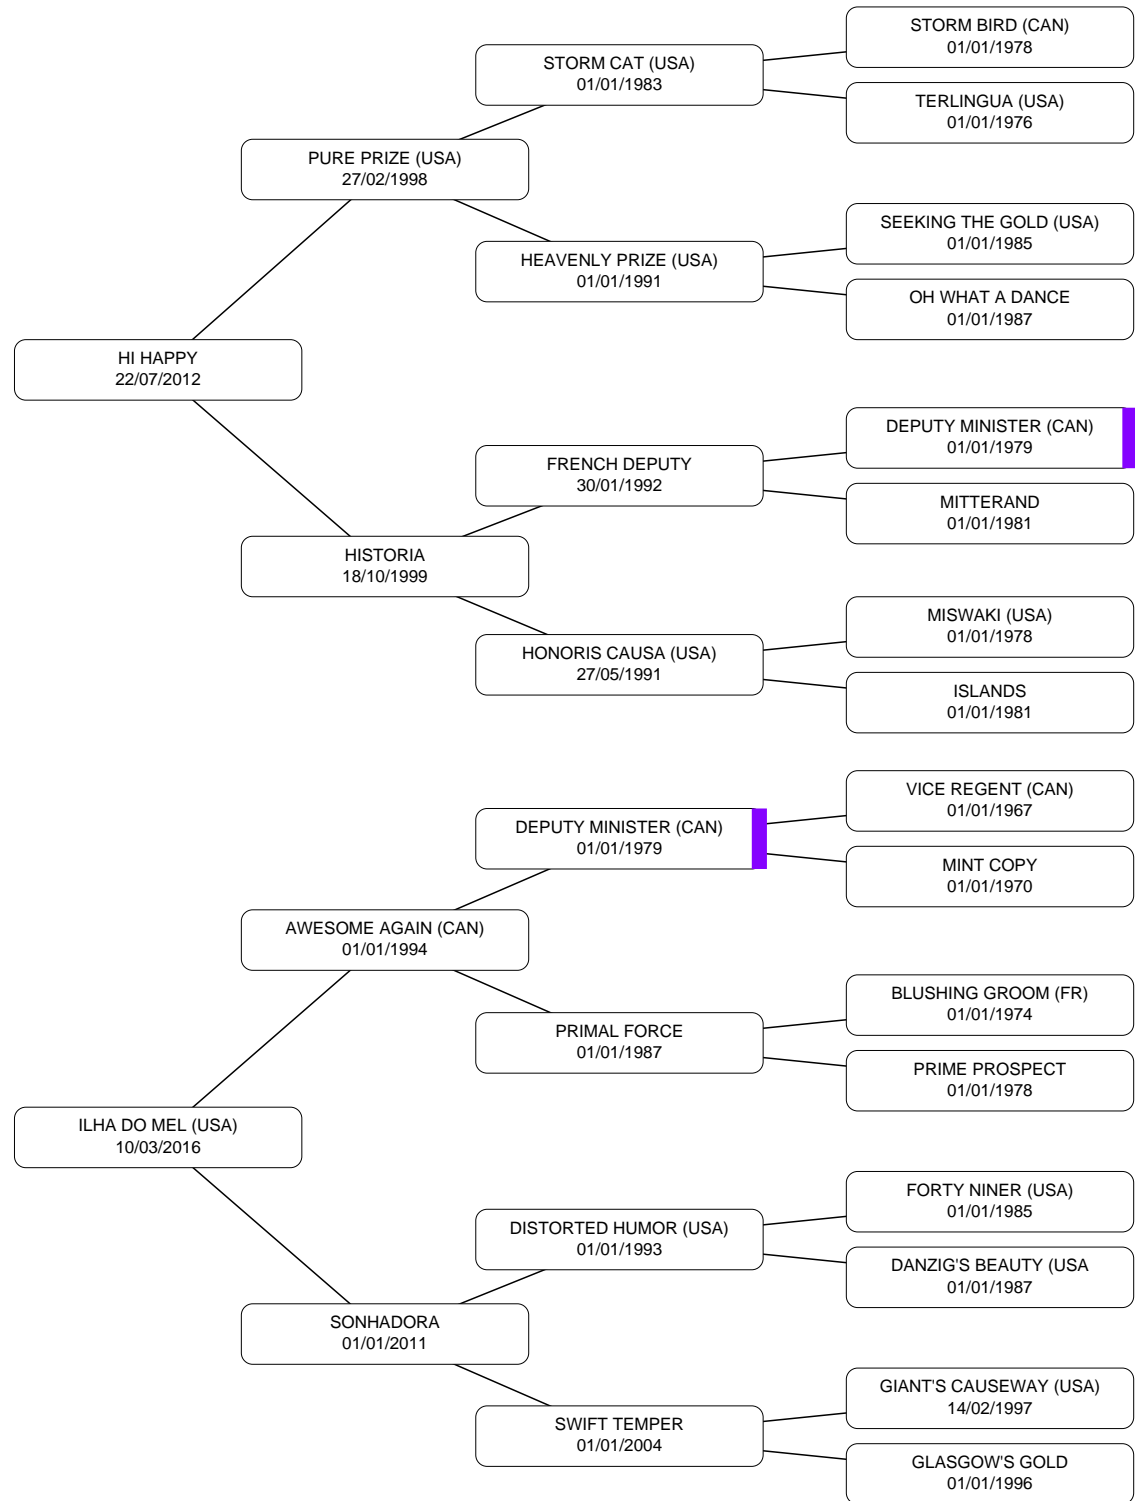 STORM BIRD (CAN)
01/01/1978
STORM CAT (USA)
01/01/1983
TERLINGUA (USA)
01/01/1976
PURE PRIZE (USA)
27/02/1998
SEEKING THE GOLD (USA)
01/01/1985
HEAVENLY PRIZE (USA)
01/01/1991
OH WHAT A DANCE
01/01/1987
HI HAPPY
22/07/2012
DEPUTY MINISTER (CAN)
01/01/1979
FRENCH DEPUTY
30/01/1992
MITTERAND
01/01/1981
HISTORIA
18/10/1999
MISWAKI (USA)
01/01/1978
HONORIS CAUSA (USA)
27/05/1991
ISLANDS
01/01/1981
VICE REGENT (CAN)
01/01/1967
DEPUTY MINISTER (CAN)
01/01/1979
MINT COPY
01/01/1970
AWESOME AGAIN (CAN)
01/01/1994
BLUSHING GROOM (FR)
01/01/1974
PRIMAL FORCE
01/01/1987
PRIME PROSPECT
01/01/1978
ILHA DO MEL (USA)
10/03/2016
FORTY NINER (USA)
01/01/1985
DISTORTED HUMOR (USA)
01/01/1993
DANZIG'S BEAUTY (USA
01/01/1987
SONHADORA
01/01/2011
GIANT'S CAUSEWAY (USA)
14/02/1997
SWIFT TEMPER
01/01/2004
GLASGOW'S GOLD
01/01/1996